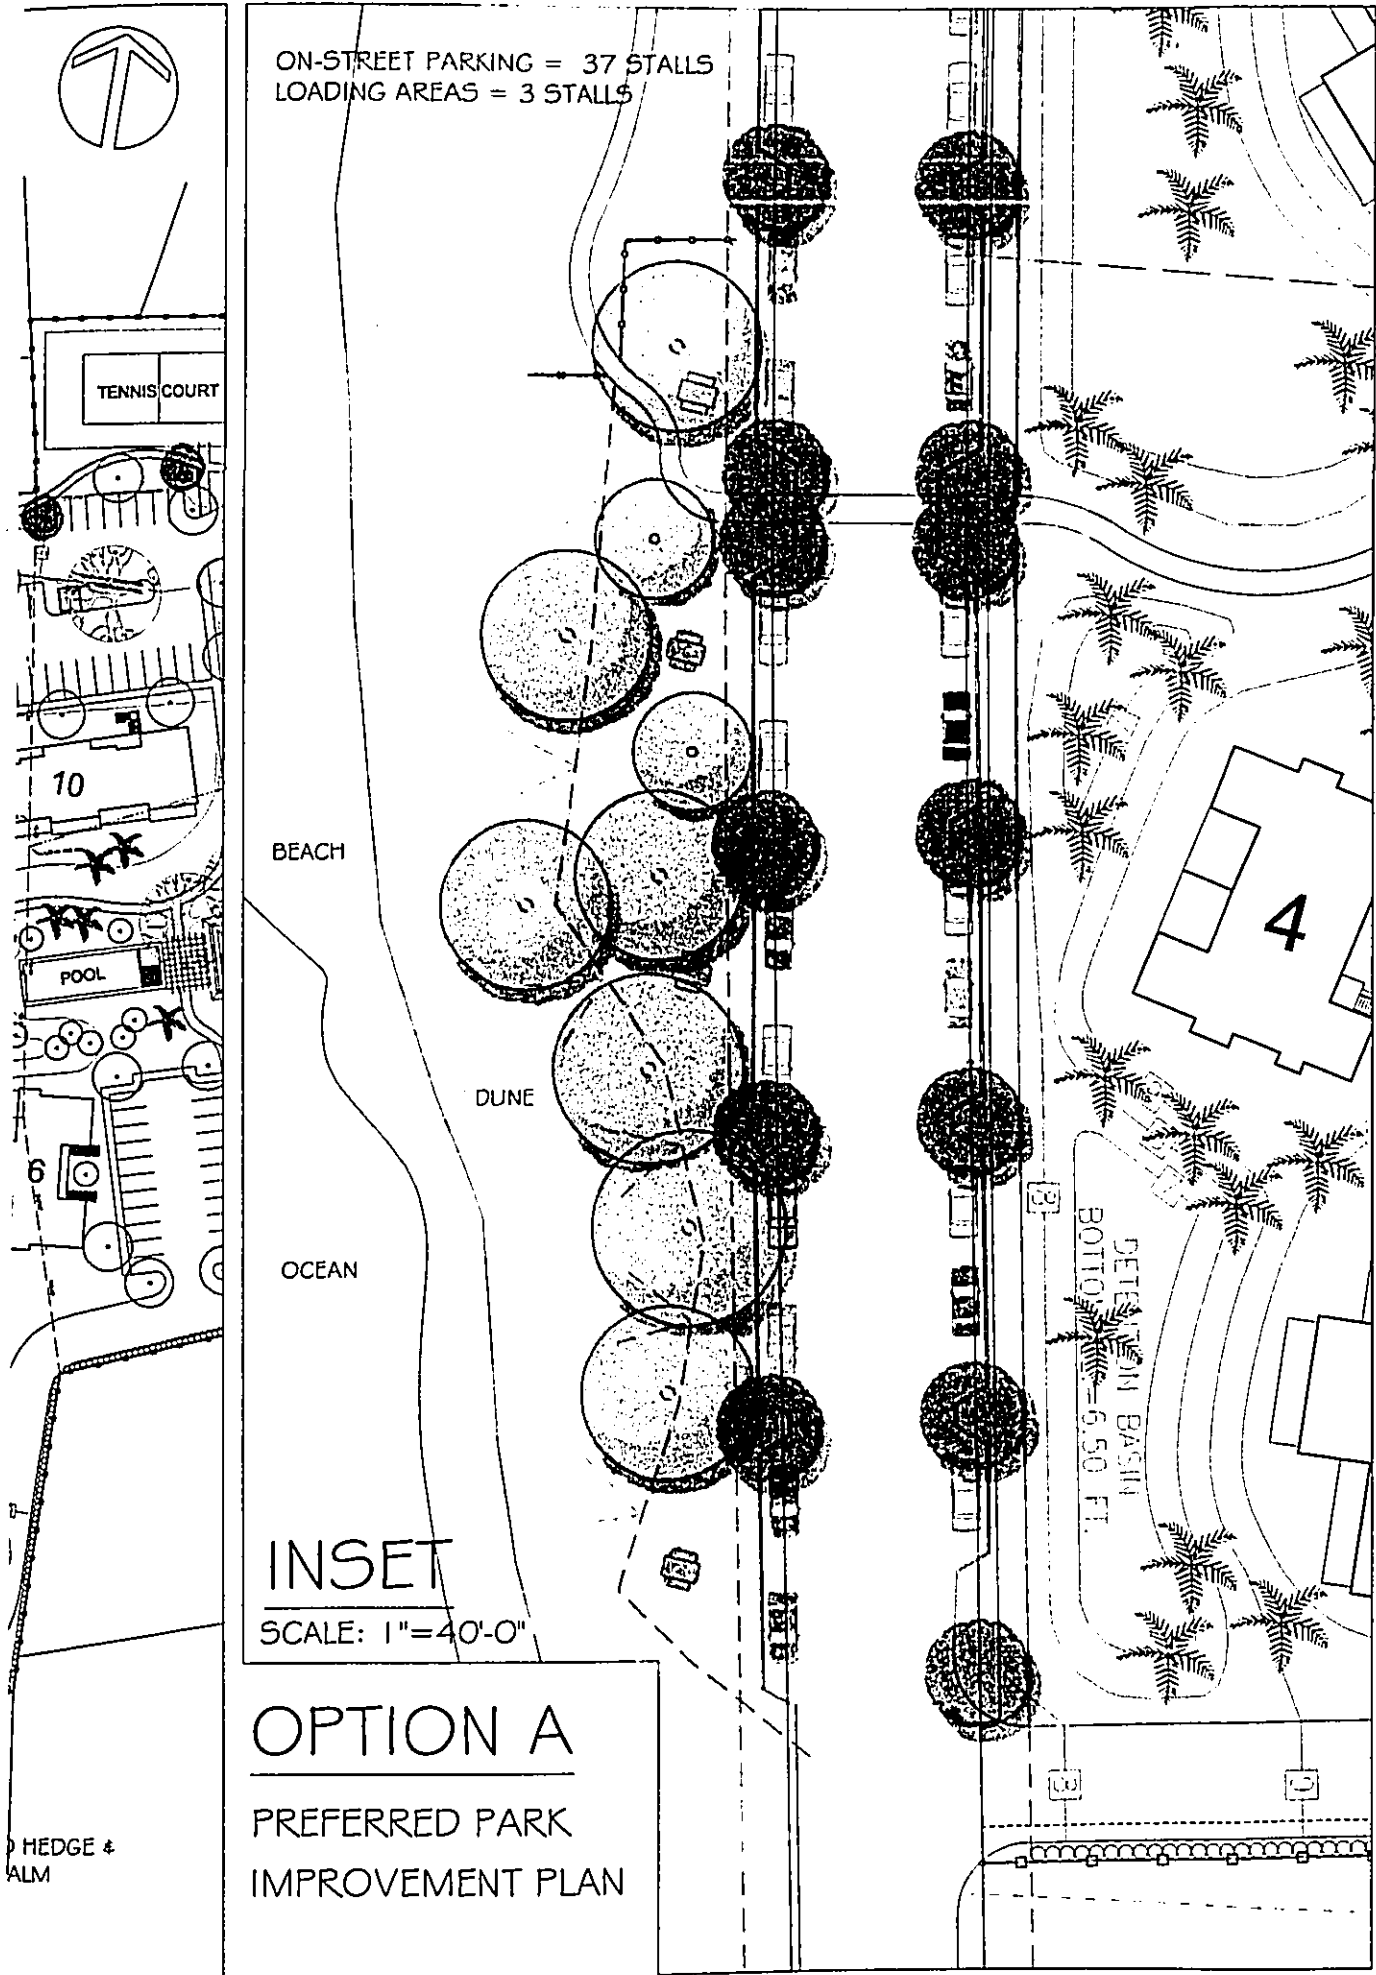 ON-STREET PARKING = 37 STALLS
LOADING AREAS = 3 STALLS
TENNIS COURT
10
POOL
6
HEDGE &
ALM
BEACH
DUNE
OCEAN
4
DETENTION BASIN
=6.50 FT.
INSET
SCALE: 1"=40'-0"
OPTION A
PREFERRED PARK
IMPROVEMENT PLAN